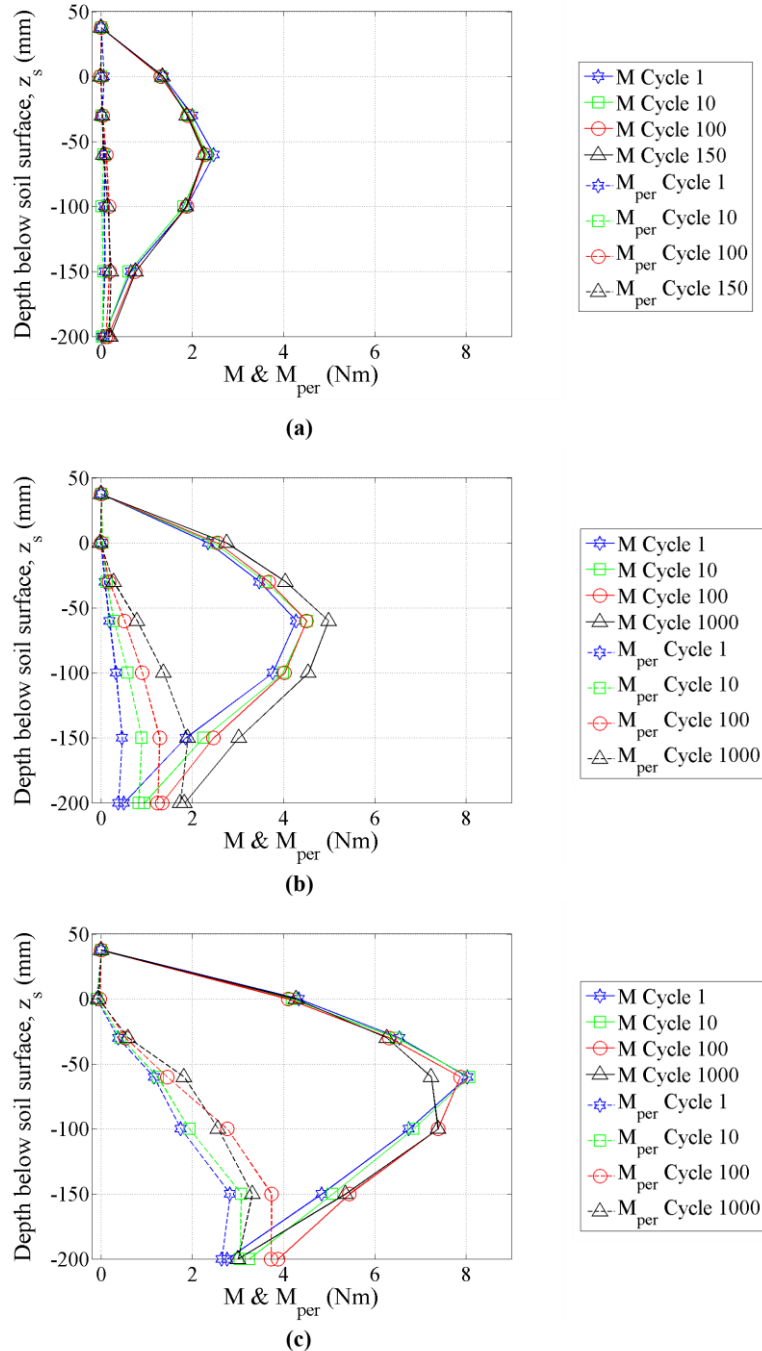 50
0
-50
-100
-150
-200
0
2
4
6
8
Depth below soil surface, z_s (mm)
M & M_per (Nm)
M Cycle 1
M Cycle 10
M Cycle 100
M Cycle 150
M_per Cycle 1
M_per Cycle 10
M_per Cycle 100
M_per Cycle 150
(a)
50
0
-50
-100
-150
-200
0
2
4
6
8
Depth below soil surface, z_s (mm)
M & M_per (Nm)
M Cycle 1
M Cycle 10
M Cycle 100
M Cycle 1000
M_per Cycle 1
M_per Cycle 10
M_per Cycle 100
M_per Cycle 1000
(b)
50
0
-50
-100
-150
-200
0
2
4
6
8
Depth below soil surface, z_s (mm)
M & M_per (Nm)
M Cycle 1
M Cycle 10
M Cycle 100
M Cycle 1000
M_per Cycle 1
M_per Cycle 10
M_per Cycle 100
M_per Cycle 1000
(c)